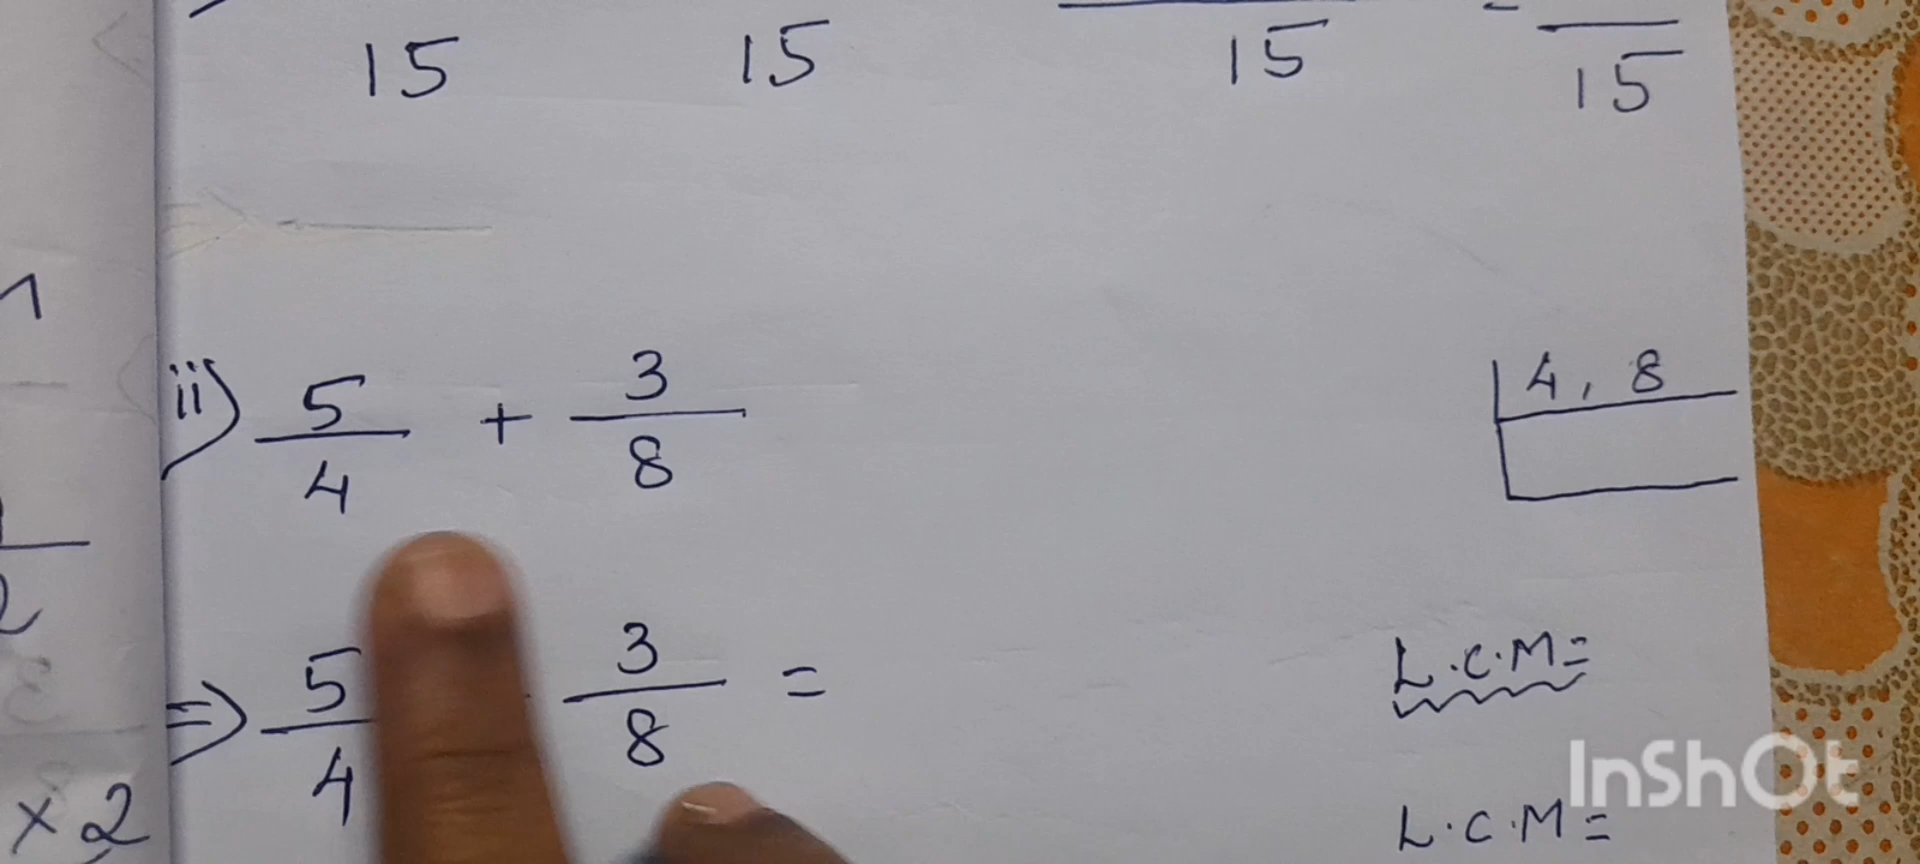 15 15 15 = 15
ii) 5/4 + 3/8
4, 8
=> 5/4 3/8 =
L.C.M=
L.C.M=
×2
InShOt